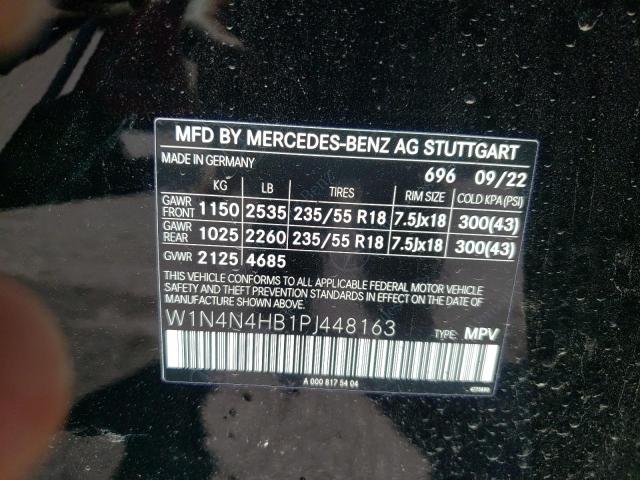 MFD BY MERCEDES-BENZ AG STUTTGART
MADE IN GERMANY 696 09/22
KG LB TIRES RIM SIZE COLD KPA (PSI)
GAWR FRONT 1150 2535 235/55 R18 7.5Jx18 300(43)
GAWR REAR 1025 2260 235/55 R18 7.5Jx18 300(43)
GVWR 2125 4685
THIS VEHICLE CONFORMS TO ALL APPLICABLE FEDERAL MOTOR VEHICLE
SAFETY AND THEFT PREVENTION STANDARDS IN EFFECT ON THE DATE OF
MANUFACTURE SHOWN ABOVE.
W1N4N4HB1PJ448163 TYPE: MPV
A 000 817 54 04